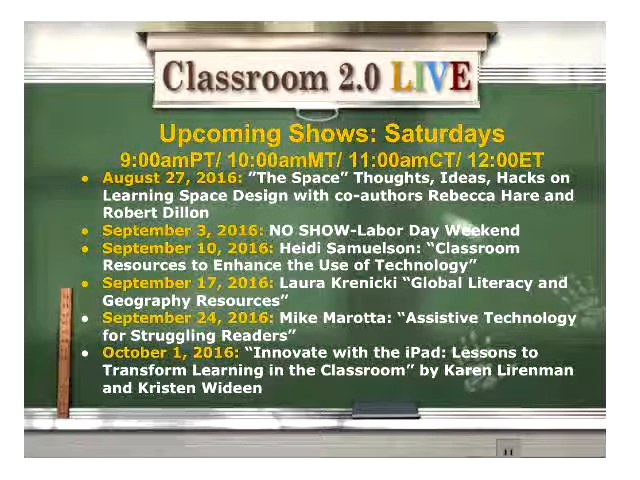 Classroom 2.0 LIVE
Upcoming Shows: Saturdays
9:00amPT/ 10:00amMT/ 11:00amCT/ 12:00ET
● August 27, 2016: ”The Space” Thoughts, Ideas, Hacks on
Learning Space Design with co-authors Rebecca Hare and
Robert Dillon
● September 3, 2016: NO SHOW-Labor Day Weekend
● September 10, 2016: Heidi Samuelson: “Classroom
Resources to Enhance the Use of Technology”
● September 17, 2016: Laura Krenicki “Global Literacy and
Geography Resources”
● September 24, 2016: Mike Marotta: “Assistive Technology
for Struggling Readers”
● October 1, 2016: “Innovate with the iPad: Lessons to
Transform Learning in the Classroom” by Karen Lirenman
and Kristen Wideen